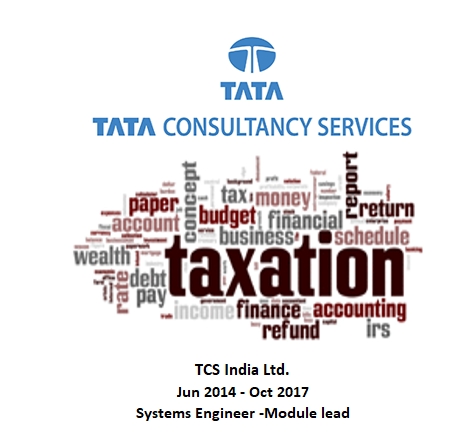 TATA
TATA CONSULTANCY SERVICES
concept
report
paper
tax
money
return
account
budget
financial
business
schedule
wealth
taxation
rate
debt
pay
income
finance
accounting
refund
irs
TCS India Ltd.
Jun 2014 - Oct 2017
Systems Engineer -Module lead